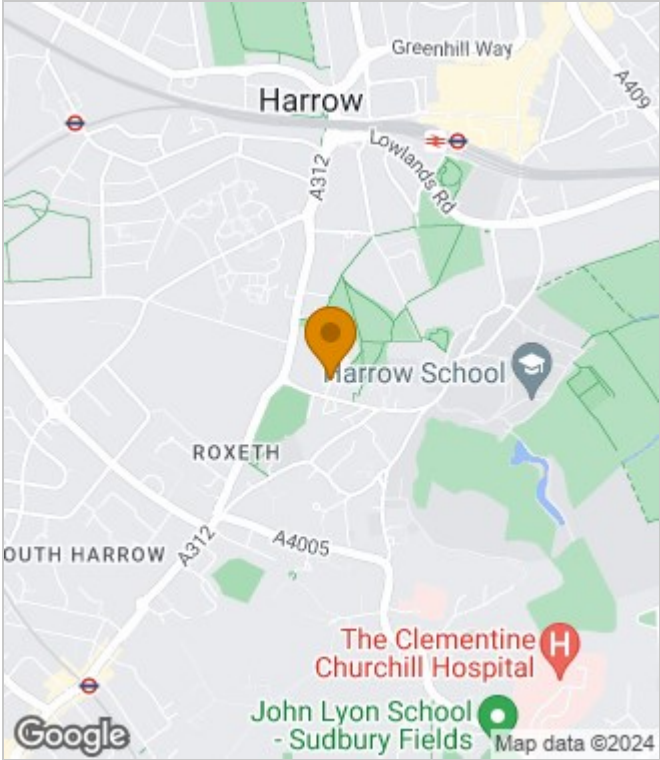 Greenhill Way
Harrow
A409
Lowlands Rd
A312
Harrow School
ROXETH
A312
OUTH HARROW
A4005
The Clementine
Churchill Hospital
H
John Lyon School
- Sudbury Fields
Google
Map data ©2024